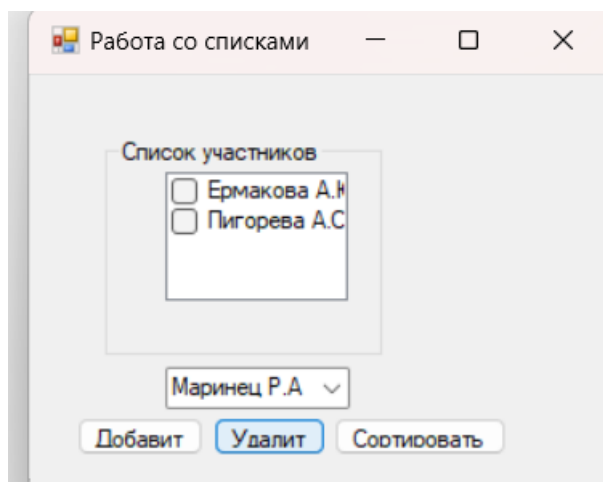 Работа со списками
Список участников
Ермакова А.
Пигорева А.С
Маринец Р.А
Добавит Удалит Сортировать